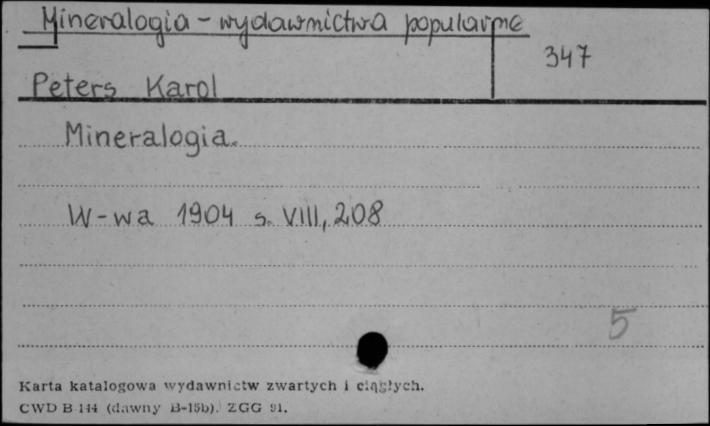 Mineralogia - wydawnictwa popularne
347
Peters Karol
Mineralogia.
W-wa 1904 s. VIII, 208
5
Karta katalogowa wydawnictw zwartych i ciągłych.
CWD B 144 (dawny B-15b). ZGG 91.